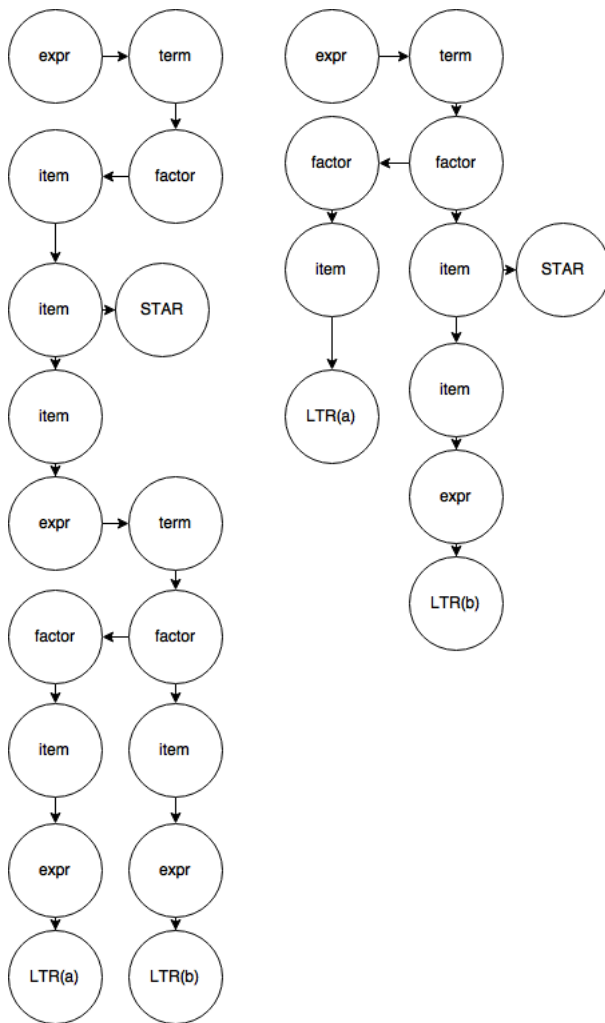 expr
term
item
factor
item
STAR
item
expr
term
factor
factor
item
item
expr
expr
LTR(a)
LTR(b)
expr
term
factor
factor
item
item
STAR
LTR(a)
item
expr
LTR(b)